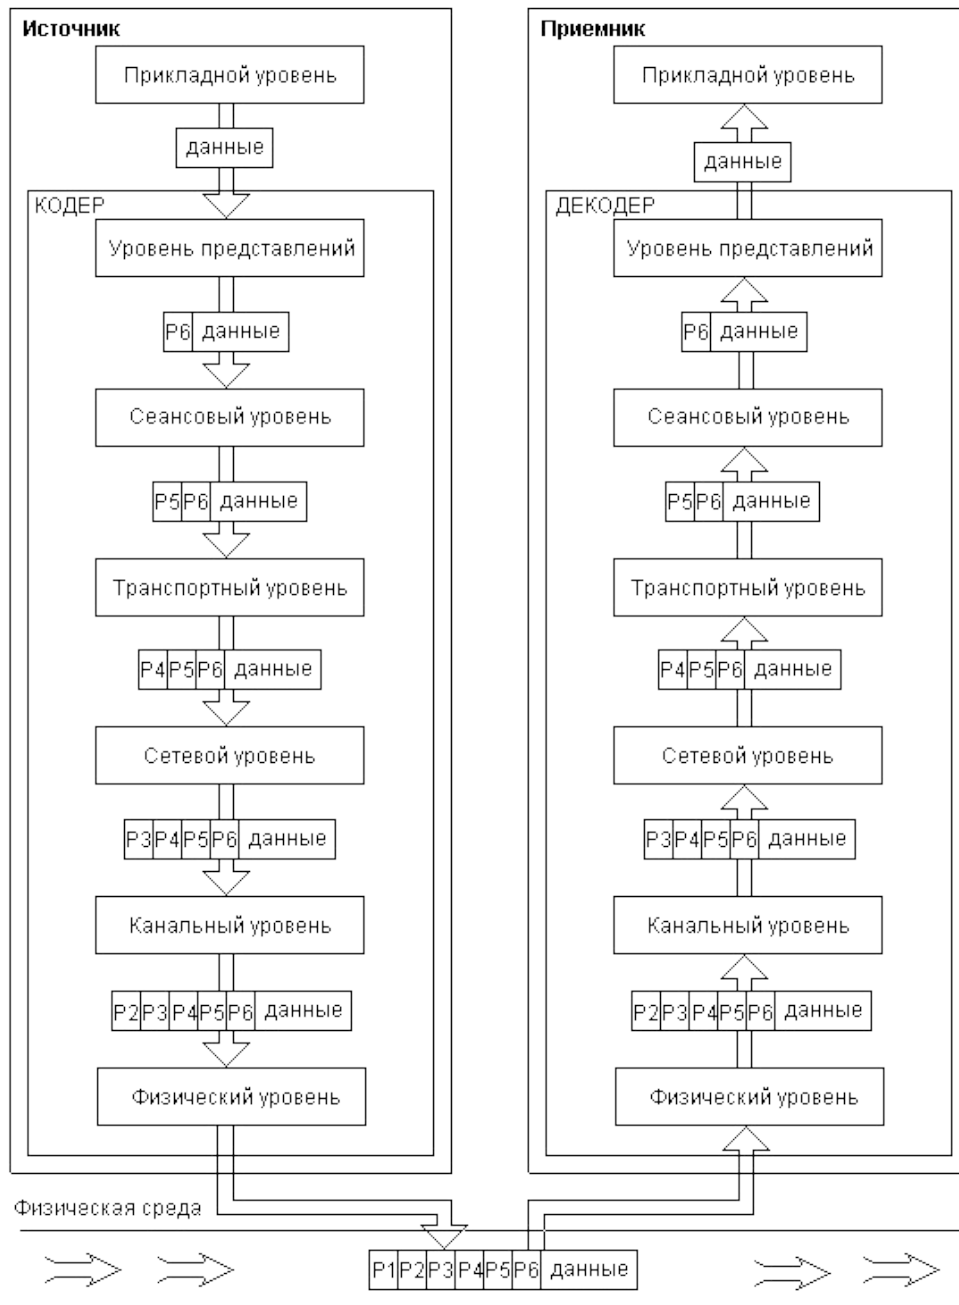 Источник
Прикладной уровень
данные
КОДЕР
Уровень представлений
P6 данные
Сеансовый уровень
P5 P6 данные
Транспортный уровень
P4 P5 P6 данные
Сетевой уровень
P3 P4 P5 P6 данные
Канальный уровень
P2 P3 P4 P5 P6 данные
Физический уровень
Приемник
Прикладной уровень
данные
ДЕКОДЕР
Уровень представлений
P6 данные
Сеансовый уровень
P5 P6 данные
Транспортный уровень
P4 P5 P6 данные
Сетевой уровень
P3 P4 P5 P6 данные
Канальный уровень
P2 P3 P4 P5 P6 данные
Физический уровень
Физическая среда
P1 P2 P3 P4 P5 P6 данные